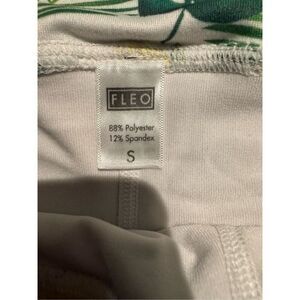 FLEO
88% Polyester
12% Spandex
S